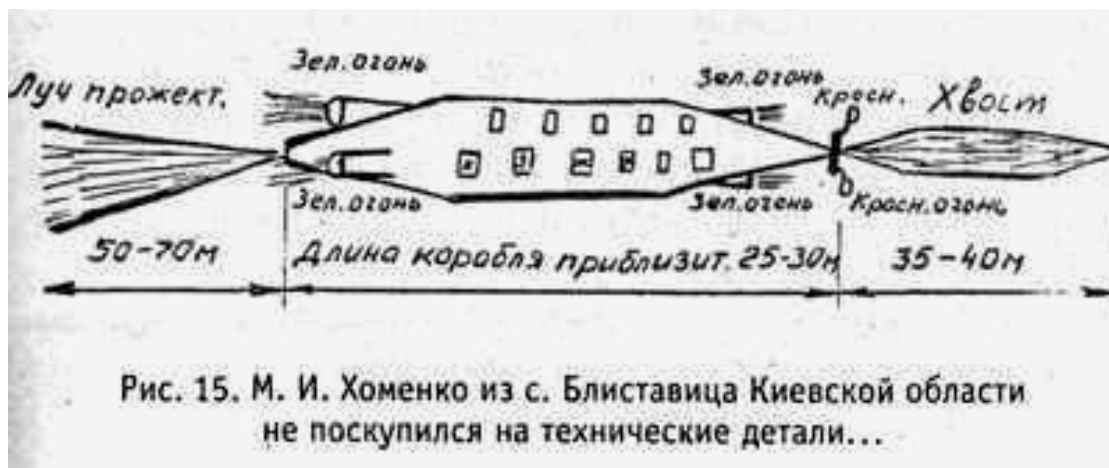 Зел.огонь
Луч прожект.
Зел.огонь
красн.
Хвост
Зел.огонь
Зел.огонь
Красн.огонь
50-70м
Длина корабля приблизит. 25-30м
35-40м
Рис. 15. М. И. Хоменко из с. Блиставица Киевской области
не поскупился на технические детали...